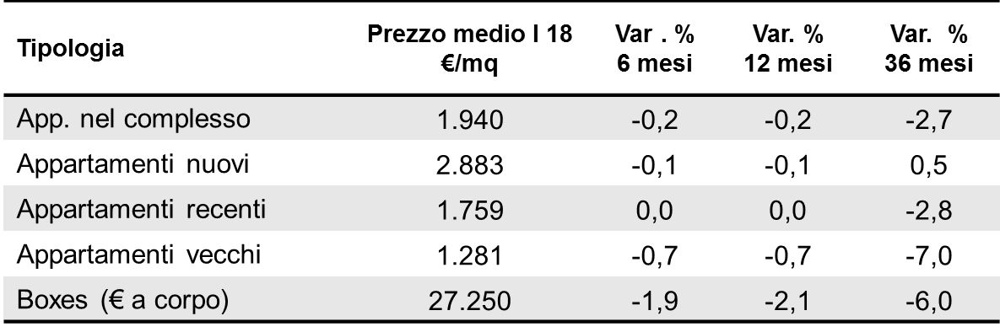 Tipologia Prezzo medio I 18 €/mq Var . % 6 mesi Var. % 12 mesi Var. % 36 mesi
App. nel complesso 1.940 -0,2 -0,2 -2,7
Appartamenti nuovi 2.883 -0,1 -0,1 0,5
Appartamenti recenti 1.759 0,0 0,0 -2,8
Appartamenti vecchi 1.281 -0,7 -0,7 -7,0
Boxes (€ a corpo) 27.250 -1,9 -2,1 -6,0